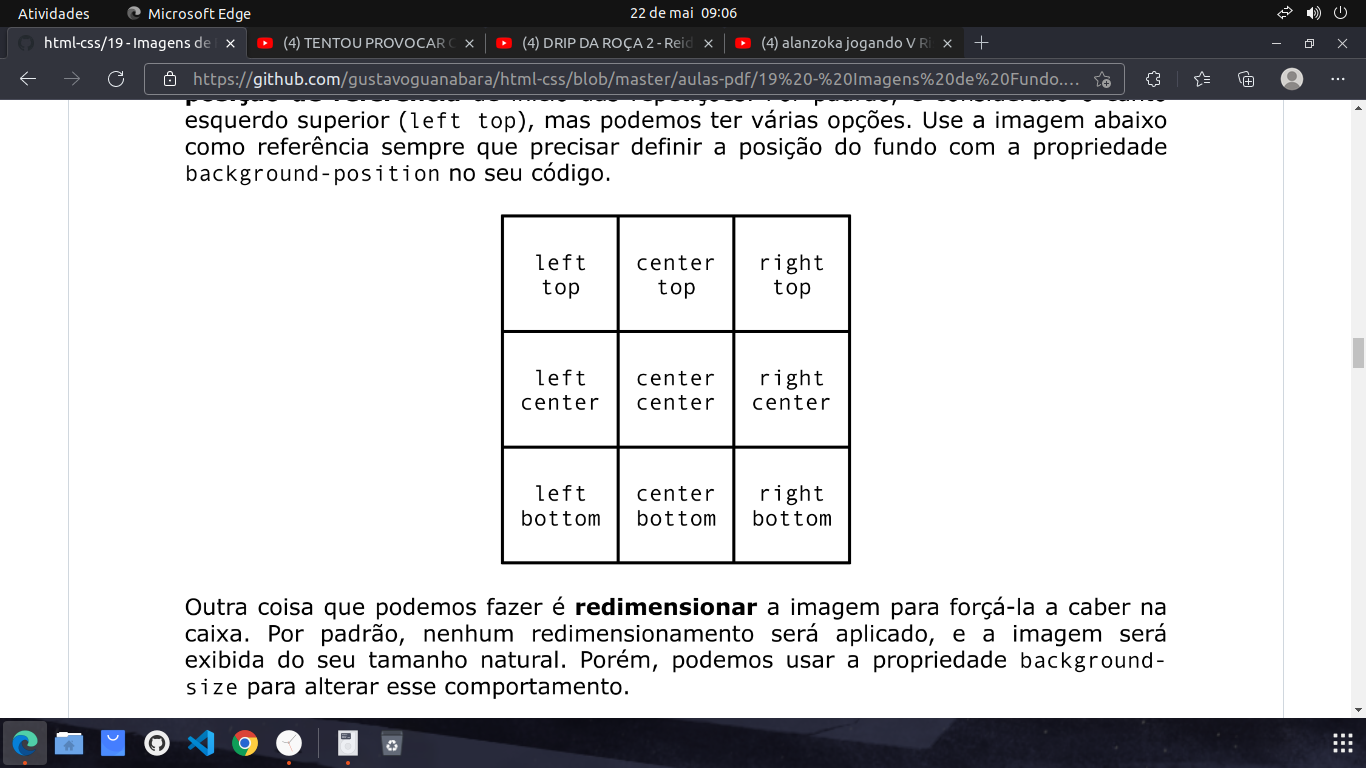 Atividades
Microsoft Edge
22 de mai 09:06
html-css/19 - Imagens de
(4) TENTOU PROVOCAR
(4) DRIP DA ROÇA 2 - Reid
(4) alanzoka jogando V Ri
https://github.com/gustavoguanabara/html-css/blob/master/aulas-pdf/19%20-%20Imagens%20de%20Fundo....
esquerdo superior (left top), mas podemos ter várias opções. Use a imagem abaixo
como referência sempre que precisar definir a posição do fundo com a propriedade
background-position no seu código.
left
top
center
top
right
top
left
center
center
center
right
center
left
bottom
center
bottom
right
bottom
Outra coisa que podemos fazer é redimensionar a imagem para forçá-la a caber na
caixa. Por padrão, nenhum redimensionamento será aplicado, e a imagem será
exibida do seu tamanho natural. Porém, podemos usar a propriedade background-
size para alterar esse comportamento.